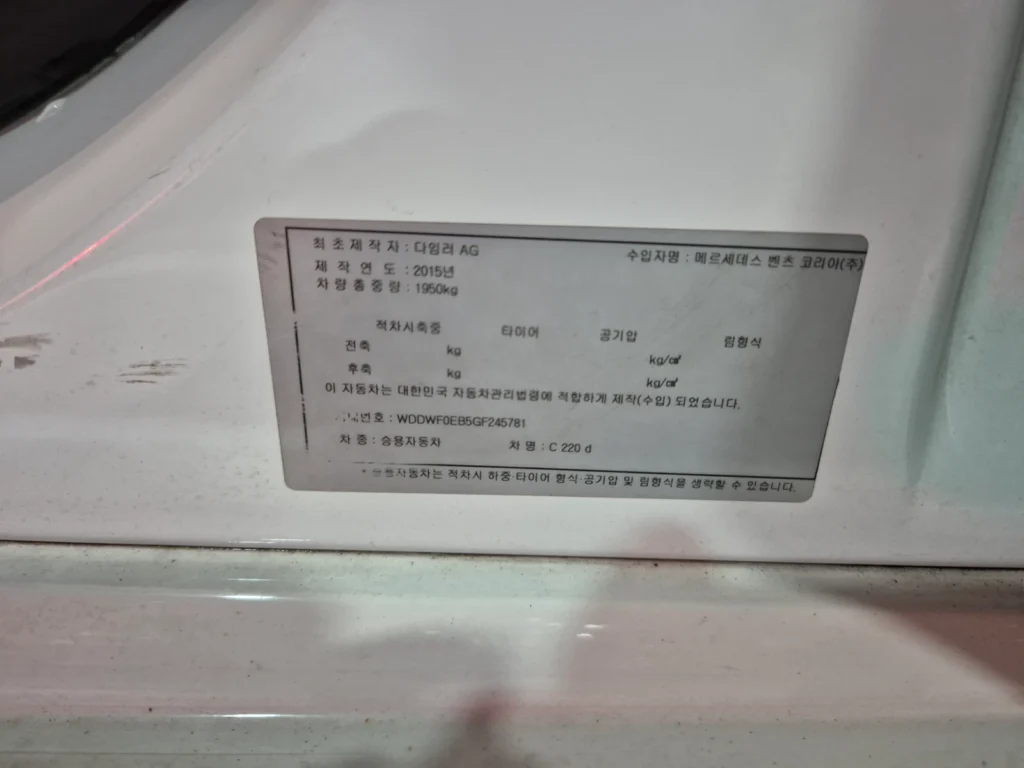 최초제작자 : 다임러 AG 수입자명 : 메르세데스 벤츠 코리아(주)
제작연도 : 2015년
차량총중량 : 1950kg
적차시축중 타이어 공기압 림형식
전축 kg kg/㎠
후축 kg kg/㎠
이 자동차는 대한민국 자동차관리법령에 적합하게 제작(수입) 되었습니다.
: WDDWF0EB5GF245781
차 종 : 승용자동차 차 명 : C 220 d
* 승용자동차는 적차시 하중·타이어 형식·공기압 및 림형식을 생략할 수 있습니다.